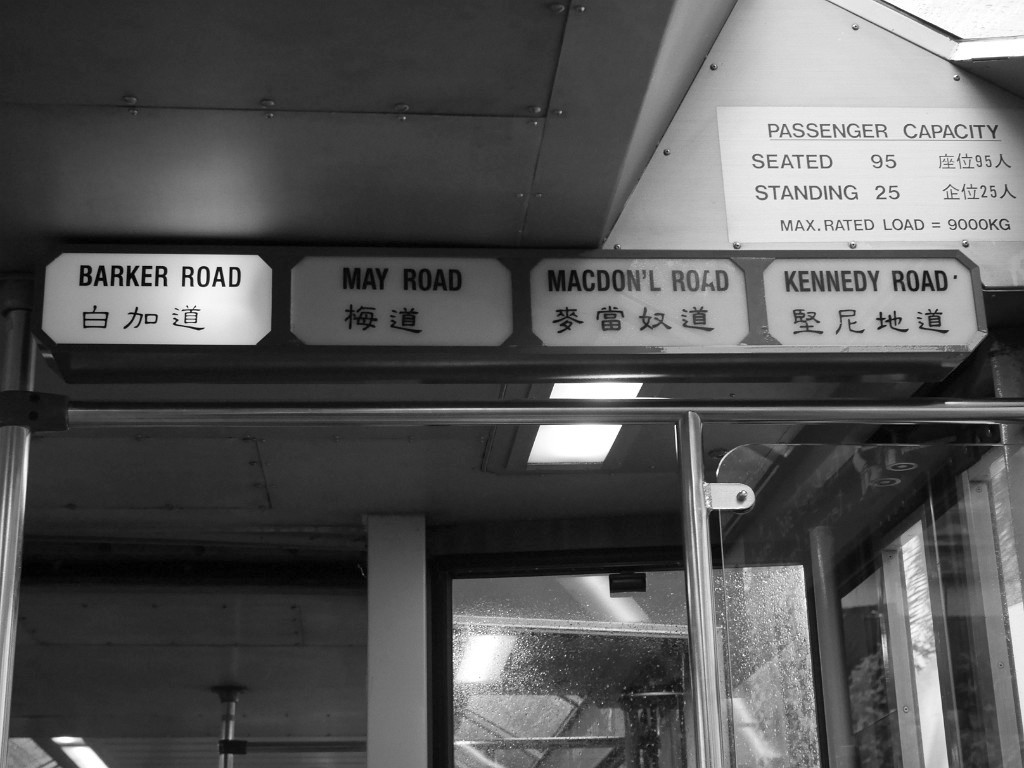 PASSENGER CAPACITY
SEATED 95 座位95人
STANDING 25 企位25人
MAX.RATED LOAD = 9000KG
BARKER ROAD
白加道
MAY ROAD
梅道
MACDON'L ROAD
麥當奴道
KENNEDY ROAD
堅尼地道